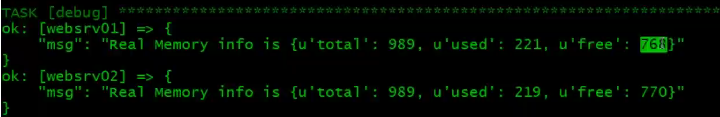 TASK [debug] *******************************************************************************
ok: [websrv01] => {
    "msg": "Real Memory info is {u'total': 989, u'used': 221, u'free': 768}"
}
ok: [websrv02] => {
    "msg": "Real Memory info is {u'total': 989, u'used': 219, u'free': 770}"
}